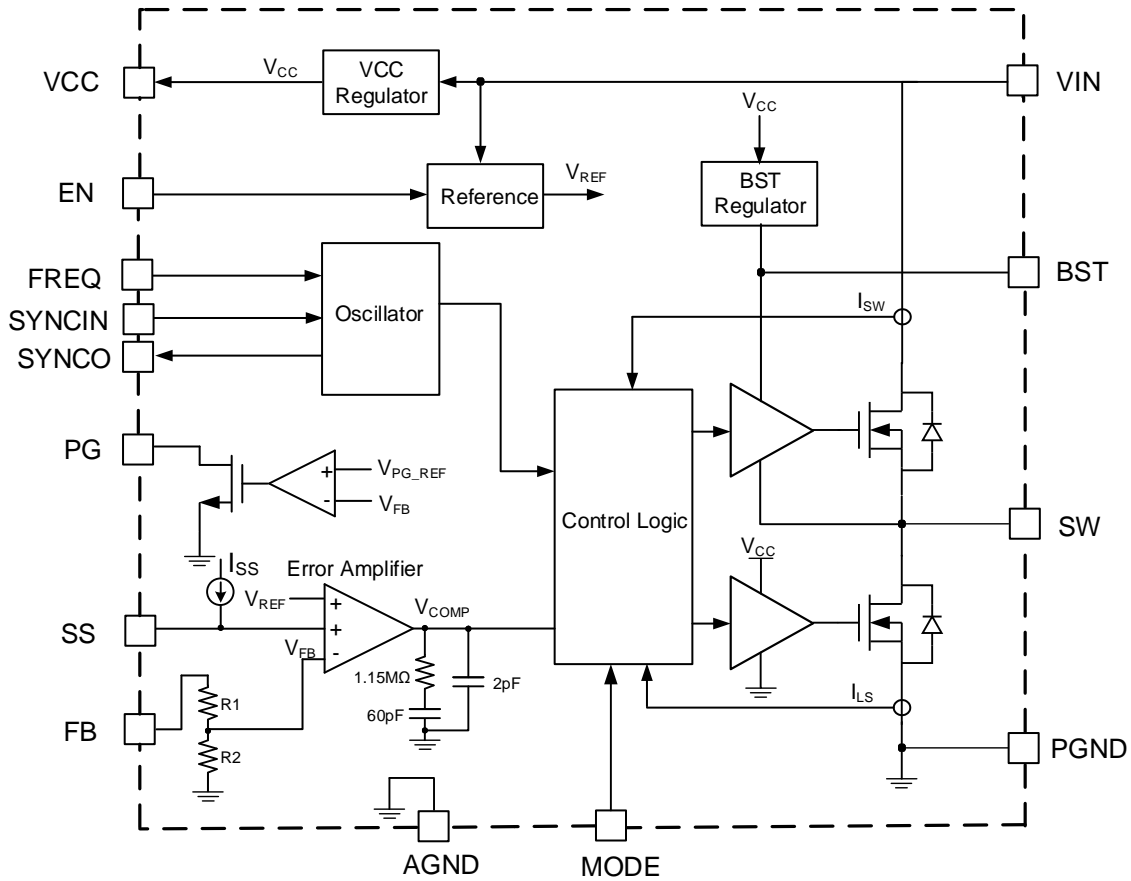 VCC
VCC
VCC
Regulator
VIN
VCC
EN
Reference
VREF
BST
Regulator
FREQ
SYNCIN
SYNCO
Oscillator
BST
ISW
PG
+
-
VPG_REF
VFB
Control Logic
SW
ISS
Error Amplifier
VREF
+
+
-
VCOMP
VCC
SS
VFB
1.15MΩ
2pF
60pF
ILS
FB
R1
R2
PGND
AGND
MODE